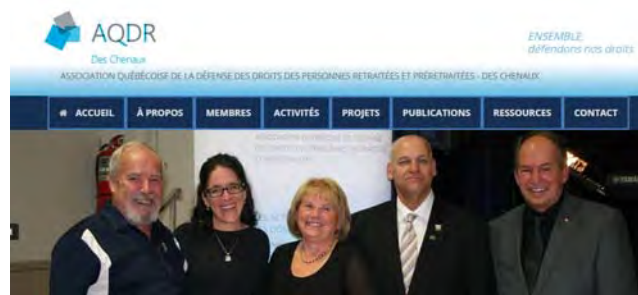 AQDR
Des Chenaux
ENSEMBLE,
défendons nos droits
ASSOCIATION QUÉBÉCOISE DE LA DÉFENSE DES DROITS DES PERSONNES RETRAITÉES ET PRÉRETRAITÉES - DES CHENAUX
ACCUEIL
À PROPOS
MEMBRES
ACTIVITÉS
PROJETS
PUBLICATIONS
RESSOURCES
CONTACT